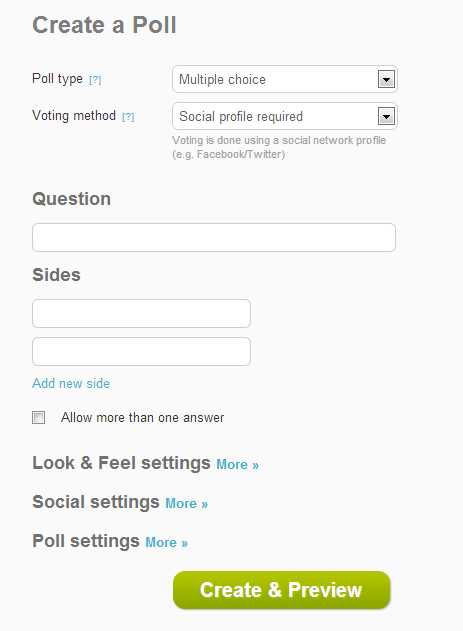 Create a Poll
Poll type [?] Multiple choice
Voting method [?] Social profile required
Voting is done using a social network profile
(e.g. Facebook/Twitter)
Question
Sides
Add new side
Allow more than one answer
Look & Feel settings More »
Social settings More »
Poll settings More »
Create & Preview